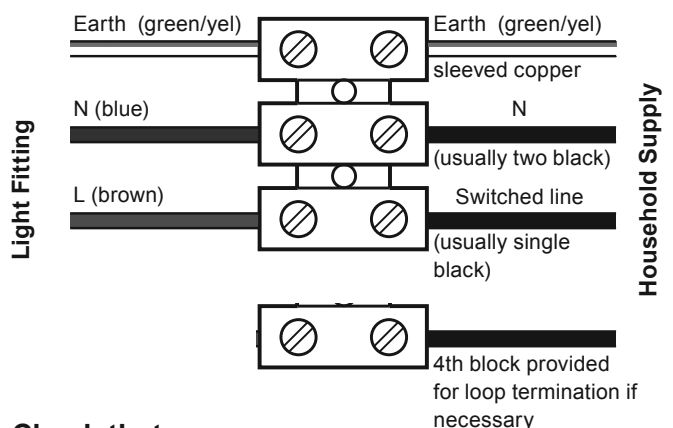 Earth (green/yel)
Earth (green/yel)
sleeved copper
N (blue)
N
(usually two black)
L (brown)
Switched line
(usually single
black)
4th block provided
for loop termination if
necessary
Light Fitting
Household Supply